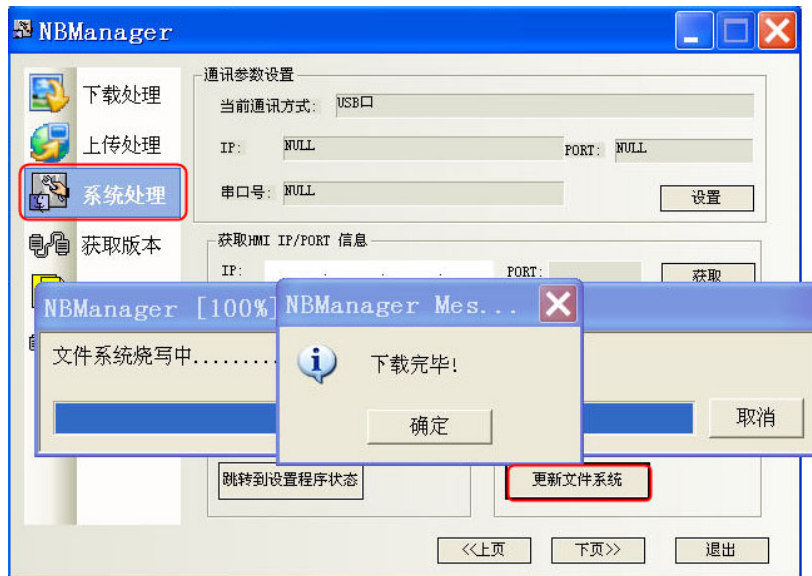 NBManager
下载处理
上传处理
系统处理
获取版本
通讯参数设置
当前通讯方式: USB口
IP: NULL PORT: NULL
串口号: NULL 设置
获取HMI IP/PORT 信息
IP: . . . PORT: 获取
NBManager [100%]
文件系统烧写中.........
取消
NBManager Mes...
下载完毕!
确定
跳转到设置程序状态
更新文件系统
<<上页 下页>> 退出